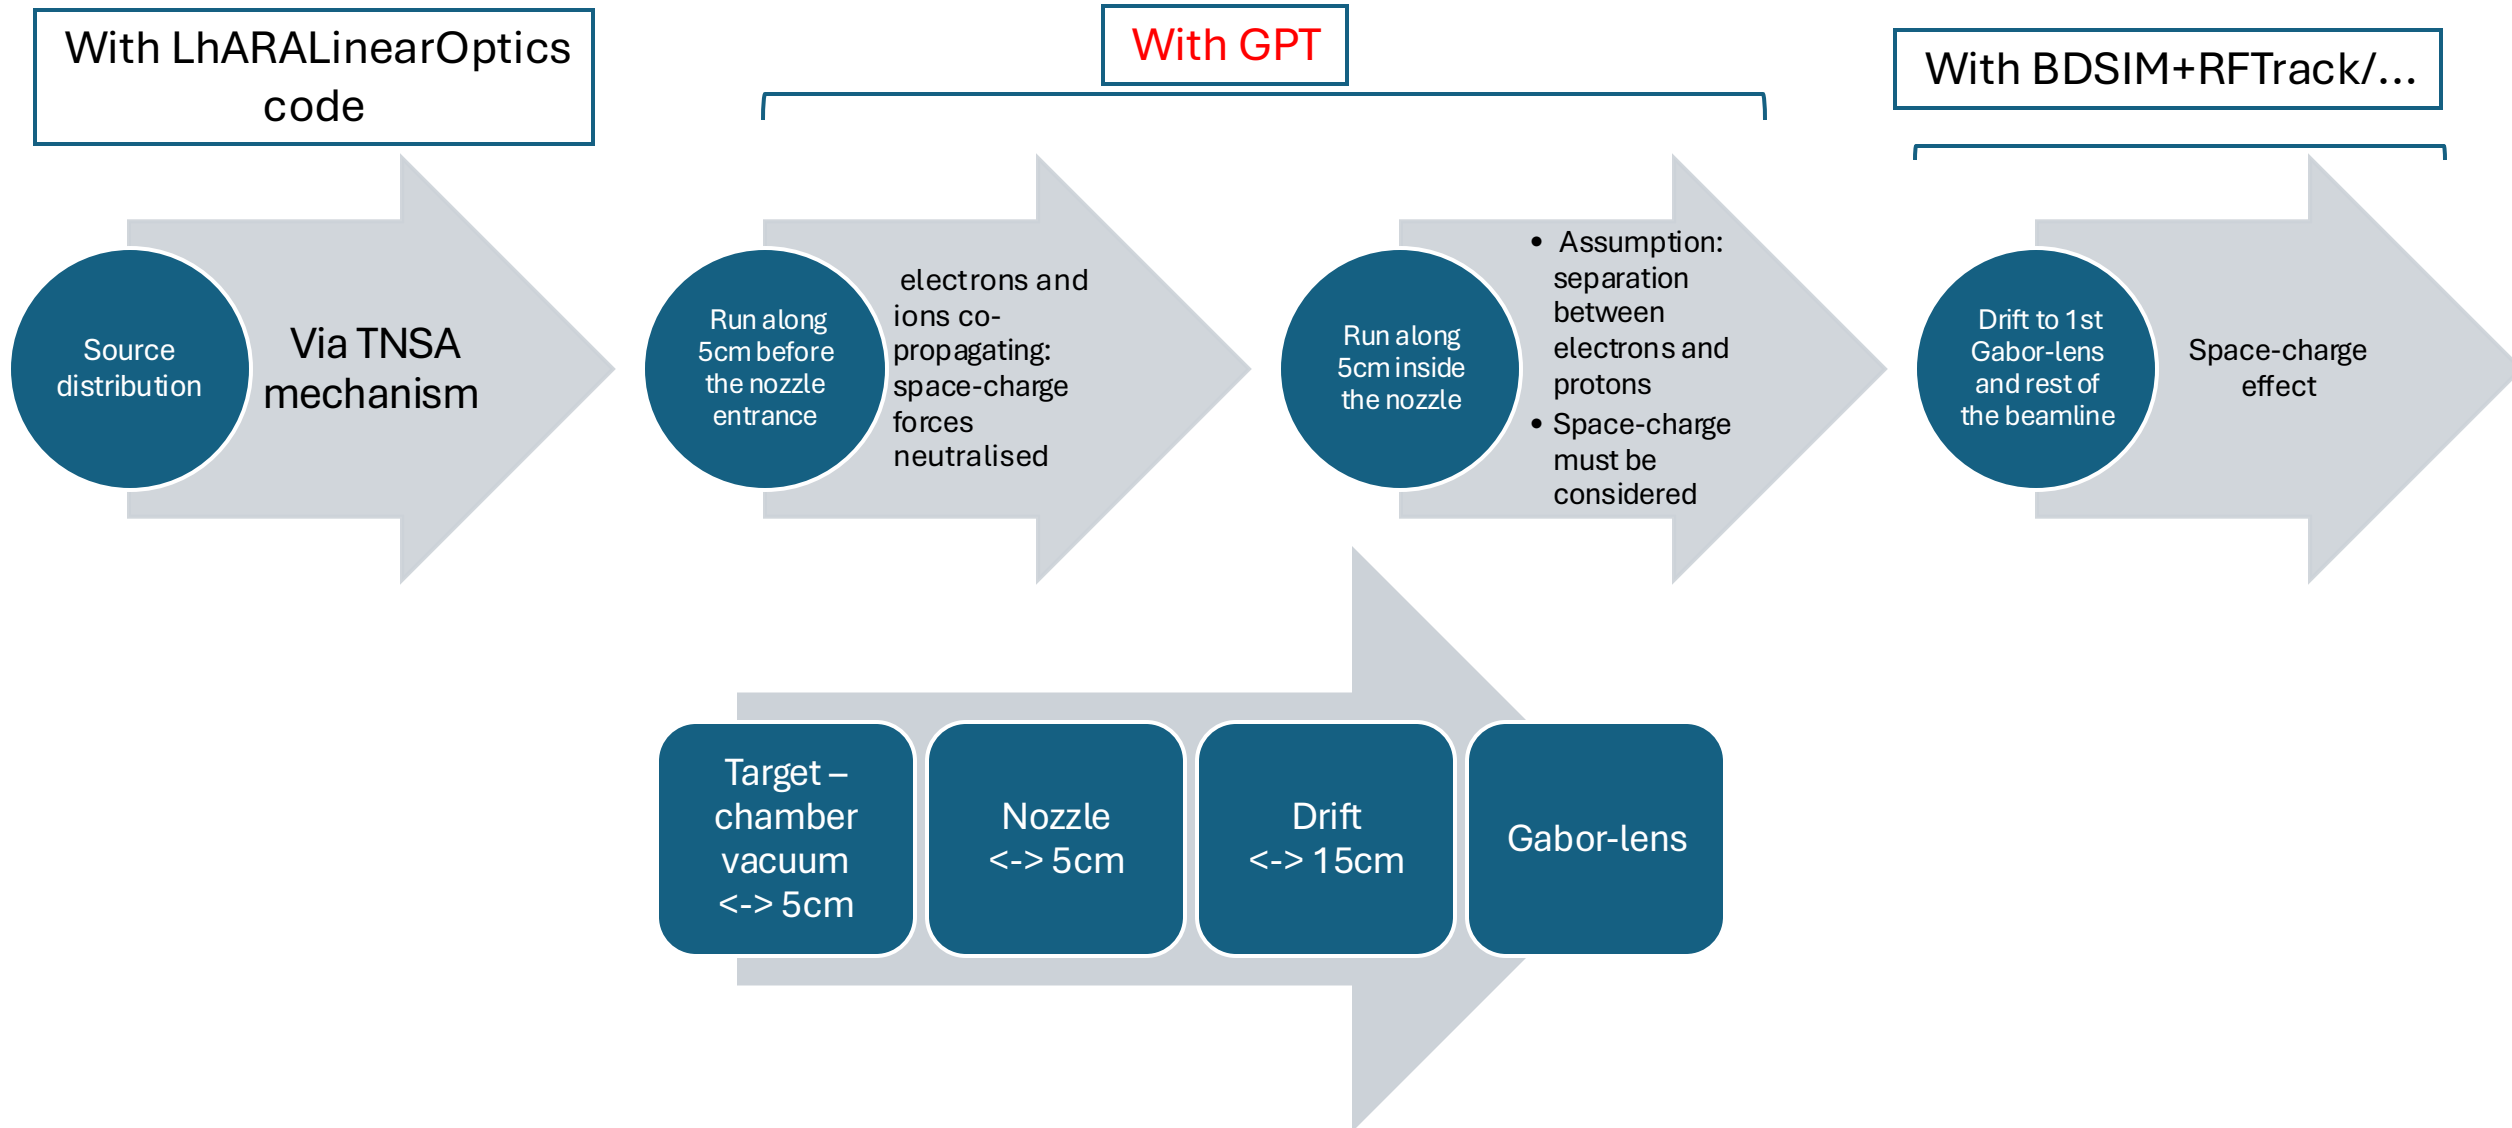 With LhARALinearOptics
code
With GPT
With BDSIM+RFTrack/...
Source
distribution
Via TNSA
mechanism
Run along
5cm before
the nozzle
entrance
electrons and
ions co-
propagating:
space-charge
forces
neutralised
Run along
5cm inside
the nozzle
• Assumption:
separation
between
electrons and
protons
• Space-charge
must be
considered
Drift to 1st
Gabor-lens
and rest of
the beamline
Space-charge
effect
Target –
chamber
vacuum
<-> 5cm
Nozzle
<-> 5cm
Drift
<-> 15cm
Gabor-lens